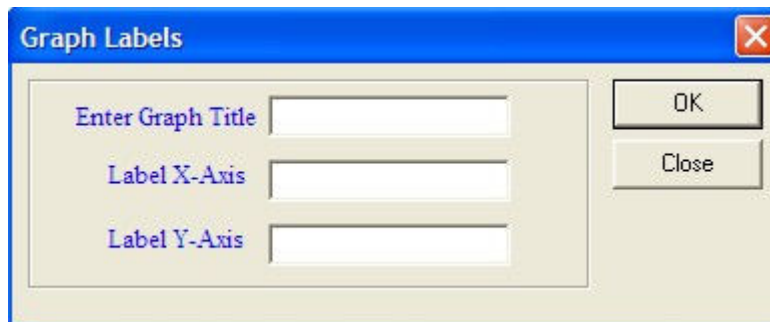 Graph Labels
Enter Graph Title
OK
Label X-Axis
Close
Label Y-Axis